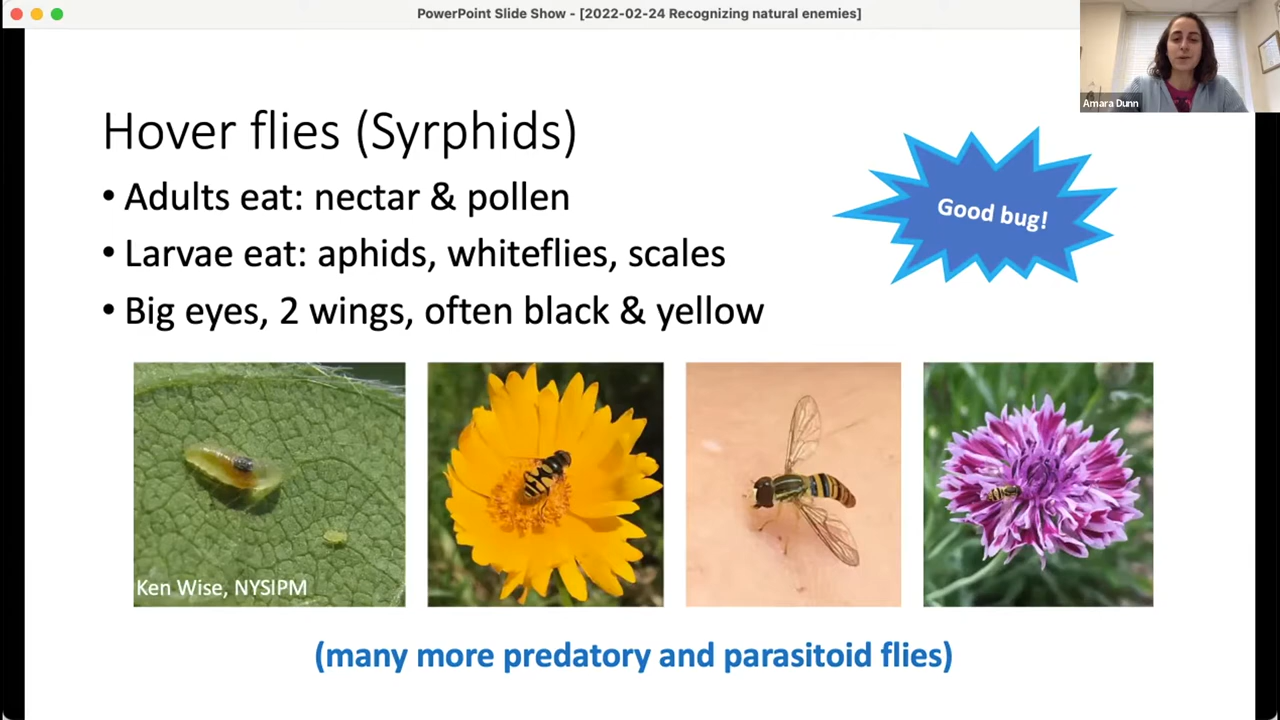 PowerPoint Slide Show - [2022-02-24 Recognizing natural enemies]
Amara Dunn
Hover flies (Syrphids)
• Adults eat: nectar & pollen
• Larvae eat: aphids, whiteflies, scales
• Big eyes, 2 wings, often black & yellow
Good bug!
Ken Wise, NYSIPM
(many more predatory and parasitoid flies)